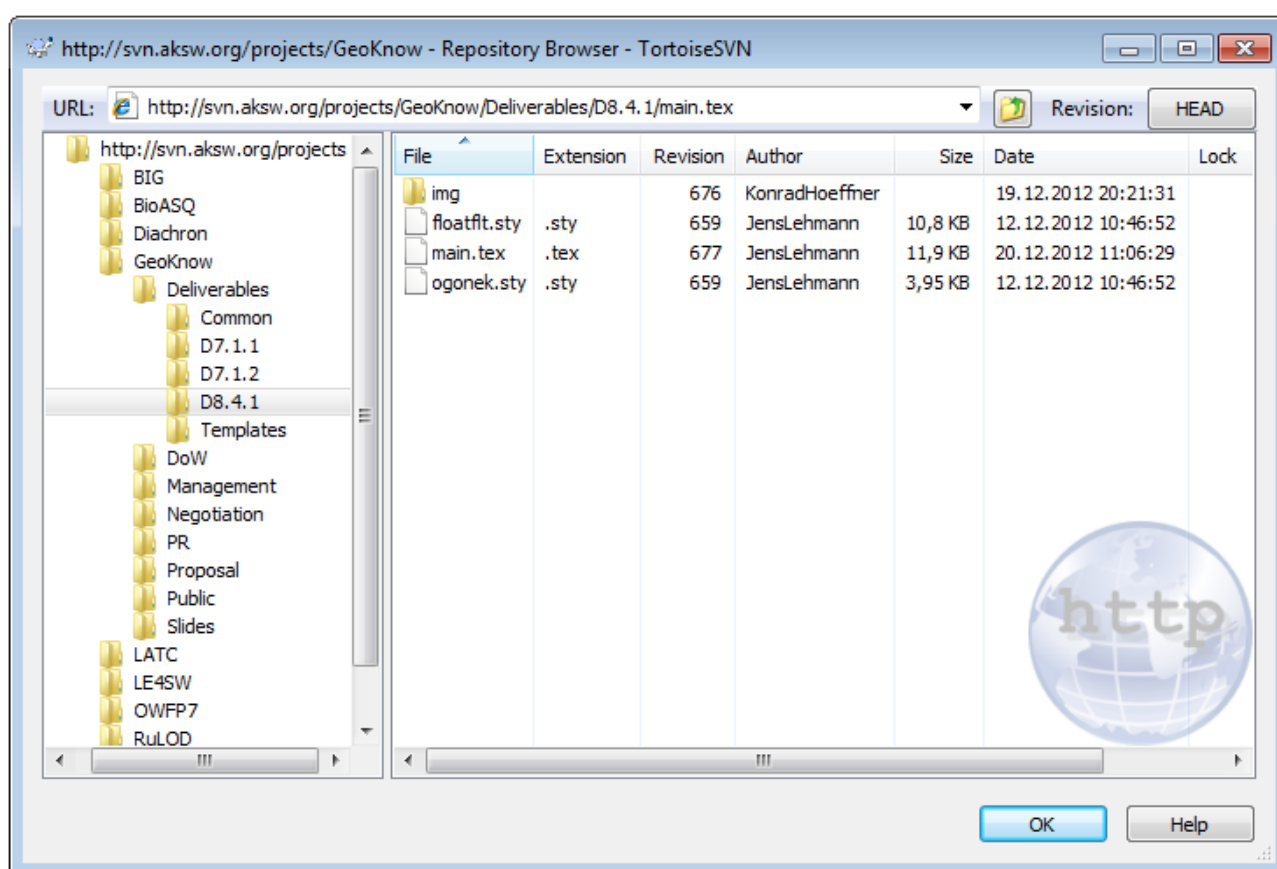 http://svn.aksw.org/projects/GeoKnow - Repository Browser - TortoiseSVN
URL: http://svn.aksw.org/projects/GeoKnow/Deliverables/D8.4.1/main.tex Revision: HEAD
http://svn.aksw.org/projects
BIG
BioASQ
Diachron
GeoKnow
Deliverables
Common
D7.1.1
D7.1.2
D8.4.1
Templates
DoW
Management
Negotiation
PR
Proposal
Public
Slides
LATC
LE4SW
OWFP7
RuLOD
File Extension Revision Author Size Date Lock
img 676 KonradHoeffner 19.12.2012 20:21:31
floatflt.sty .sty 659 JensLehmann 10,8 KB 12.12.2012 10:46:52
main.tex .tex 677 JensLehmann 11,9 KB 20.12.2012 11:06:29
ogonek.sty .sty 659 JensLehmann 3,95 KB 12.12.2012 10:46:52
http
OK Help